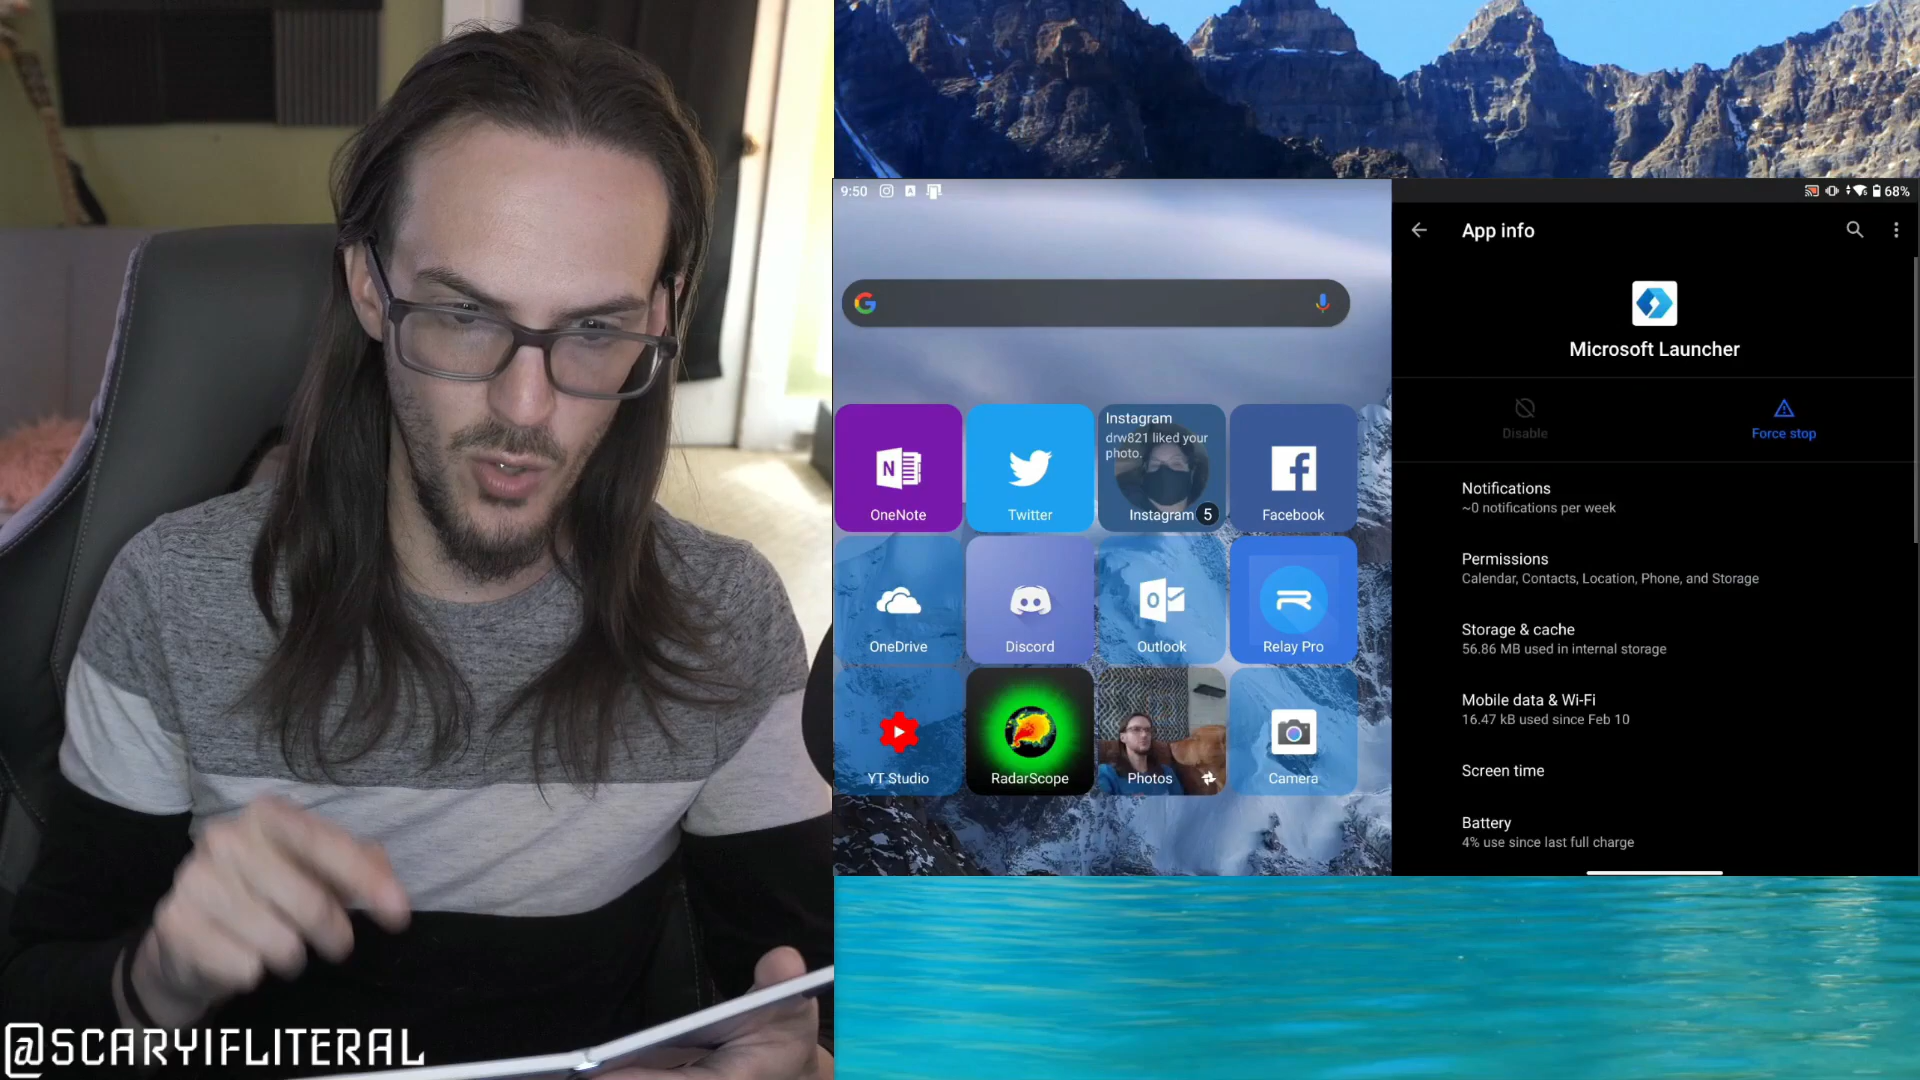 9:50
68%
App info
Microsoft Launcher
Disable
Force stop
Notifications
~0 notifications per week
Permissions
Calendar, Contacts, Location, Phone, and Storage
Storage & cache
56.86 MB used in internal storage
Mobile data & Wi-Fi
16.47 kB used since Feb 10
Screen time
Battery
4% use since last full charge
Instagram
drw821 liked your
photo.
OneNote
Twitter
Instagram 5
Facebook
OneDrive
Discord
Outlook
Relay Pro
YT Studio
RadarScope
Photos
Camera
@SCARYIFLITERAL